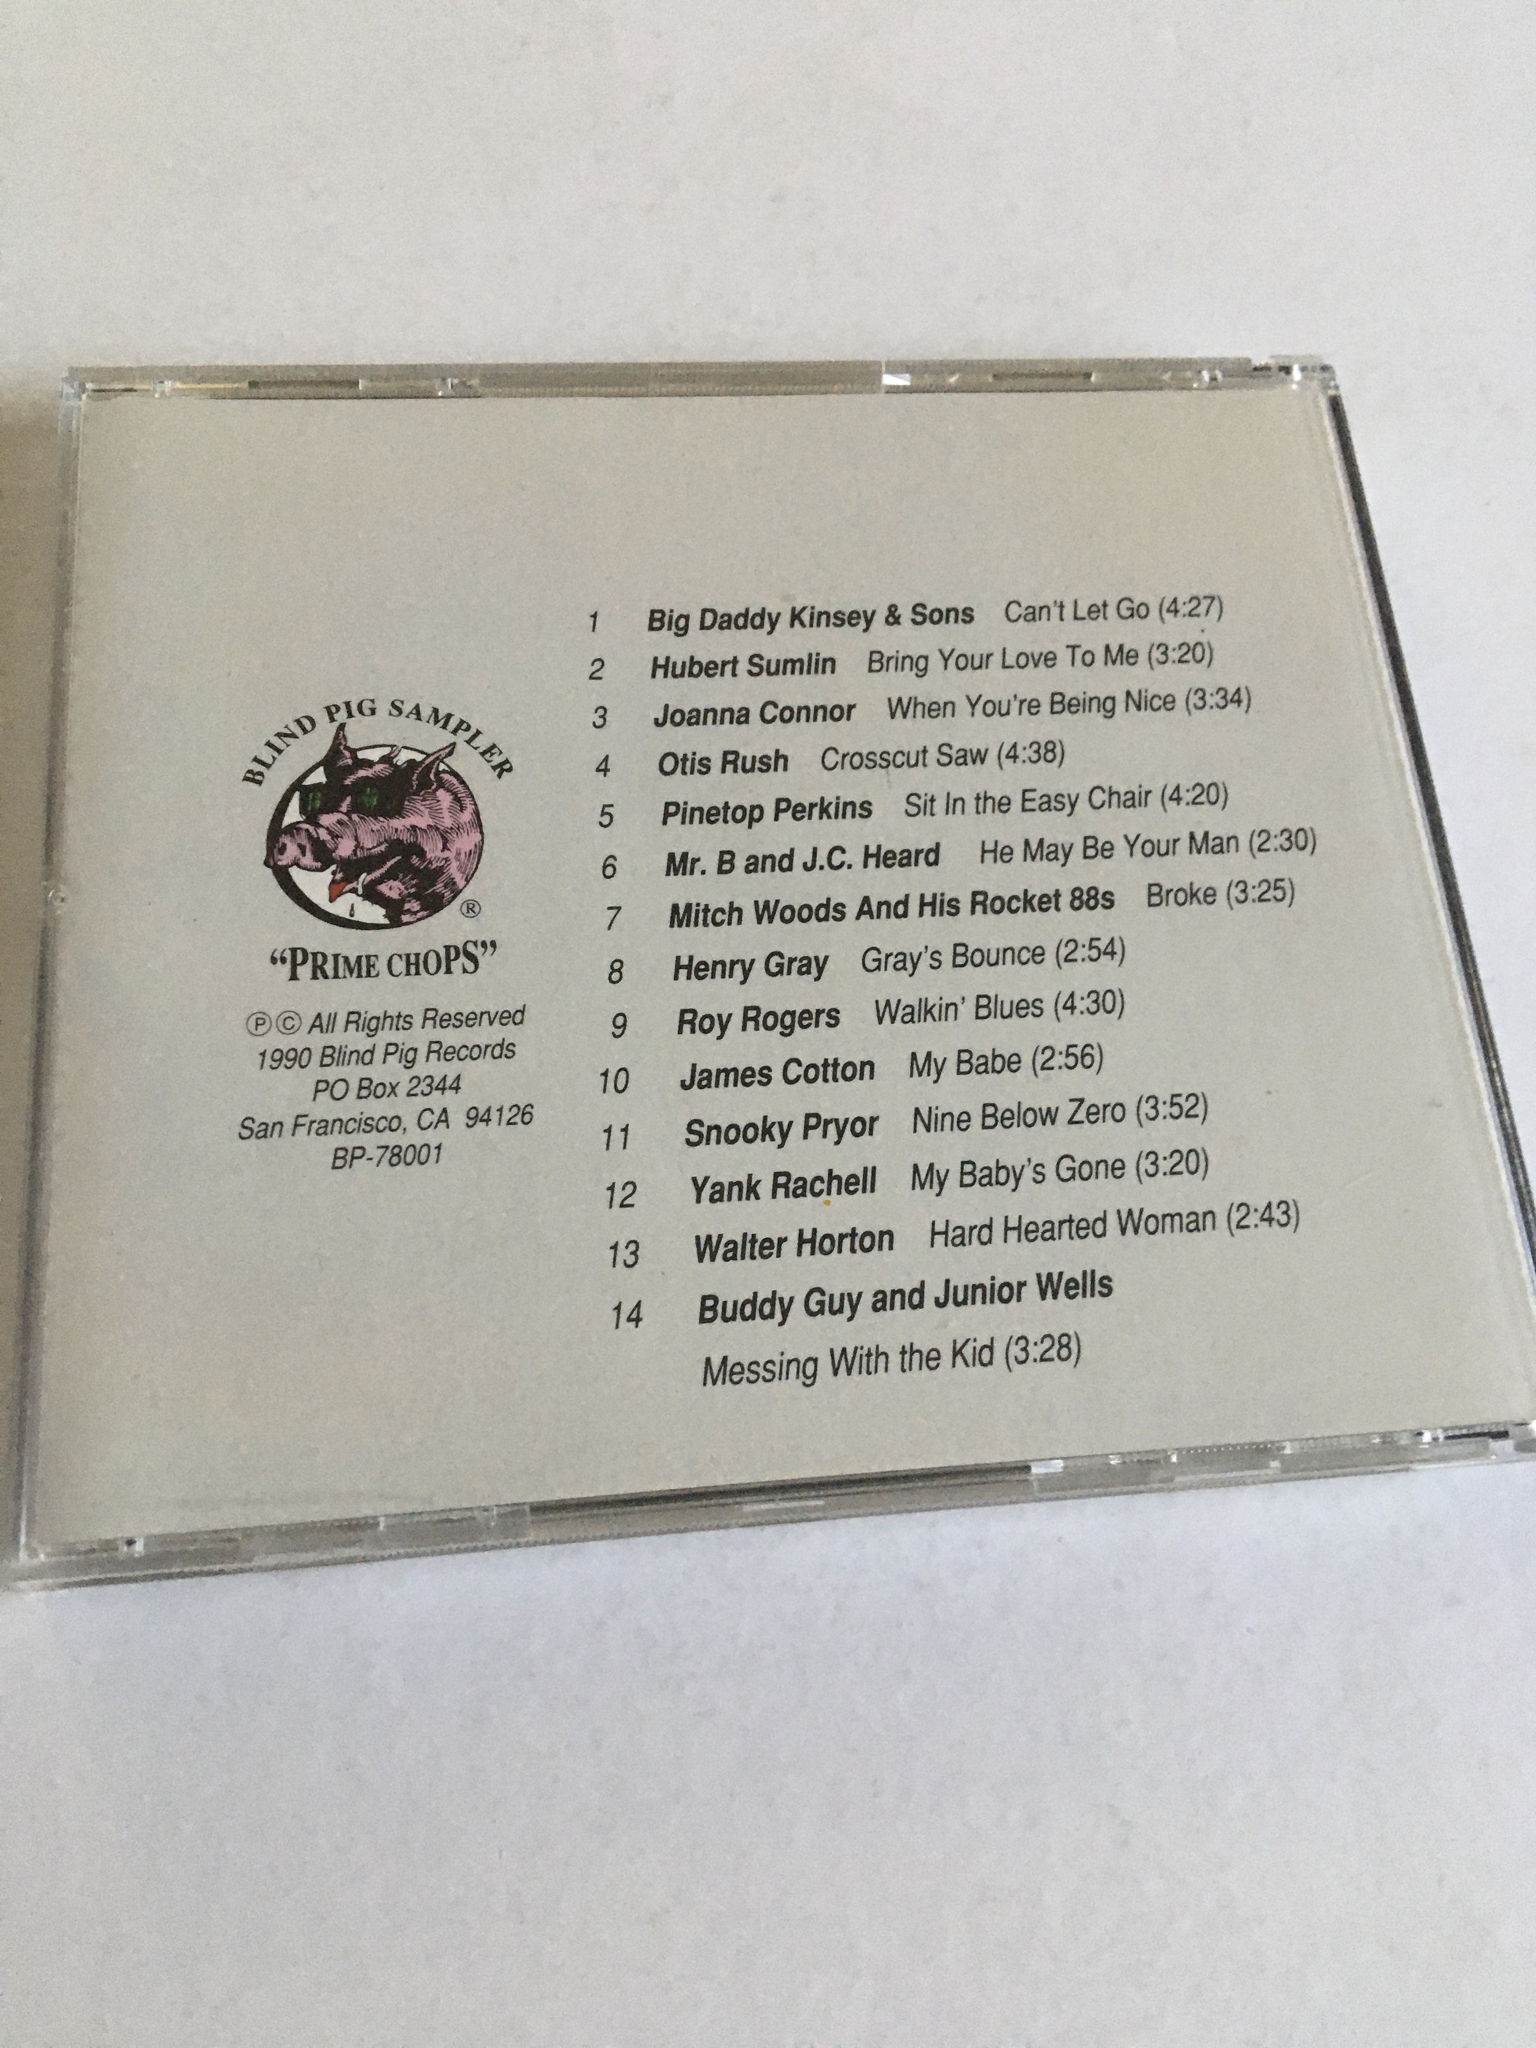 BLIND PIG SAMPLER
®
“PRIME CHOPS”
Ⓟ© All Rights Reserved
1990 Blind Pig Records
PO Box 2344
San Francisco, CA 94126
BP-78001
1 Big Daddy Kinsey & Sons Can't Let Go (4:27)
2 Hubert Sumlin Bring Your Love To Me (3:20)
3 Joanna Connor When You're Being Nice (3:34)
4 Otis Rush Crosscut Saw (4:38)
5 Pinetop Perkins Sit In the Easy Chair (4:20)
6 Mr. B and J.C. Heard He May Be Your Man (2:30)
7 Mitch Woods And His Rocket 88s Broke (3:25)
8 Henry Gray Gray's Bounce (2:54)
9 Roy Rogers Walkin' Blues (4:30)
10 James Cotton My Babe (2:56)
11 Snooky Pryor Nine Below Zero (3:52)
12 Yank Rachell My Baby's Gone (3:20)
13 Walter Horton Hard Hearted Woman (2:43)
14 Buddy Guy and Junior Wells
Messing With the Kid (3:28)